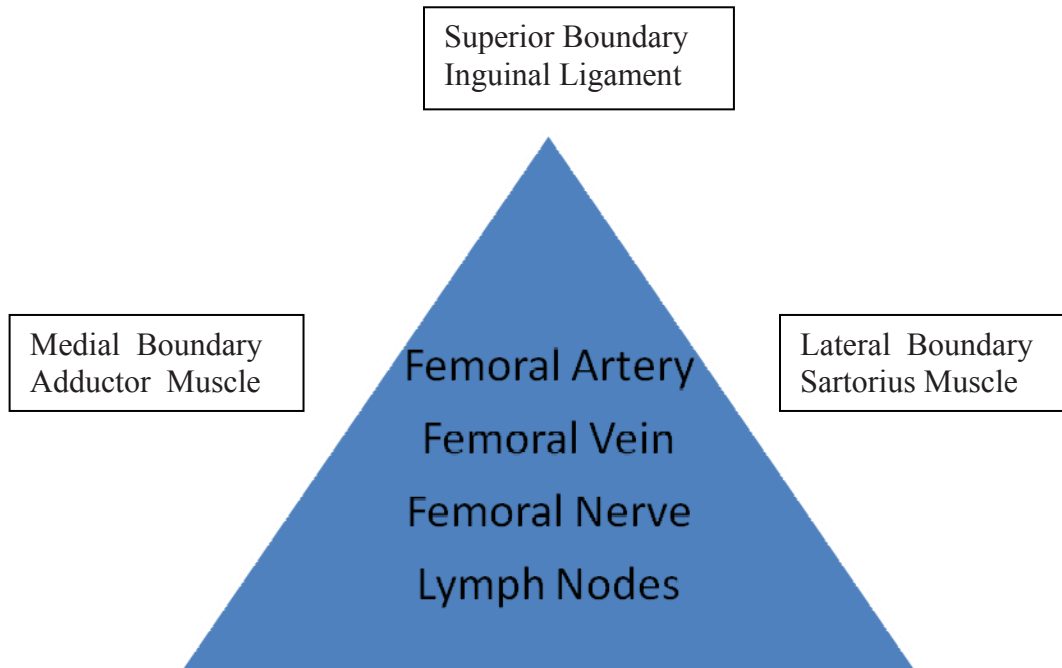 Superior Boundary
Inguinal Ligament
Medial Boundary
Adductor Muscle
Lateral Boundary
Sartorius Muscle
Femoral Artery
Femoral Vein
Femoral Nerve
Lymph Nodes